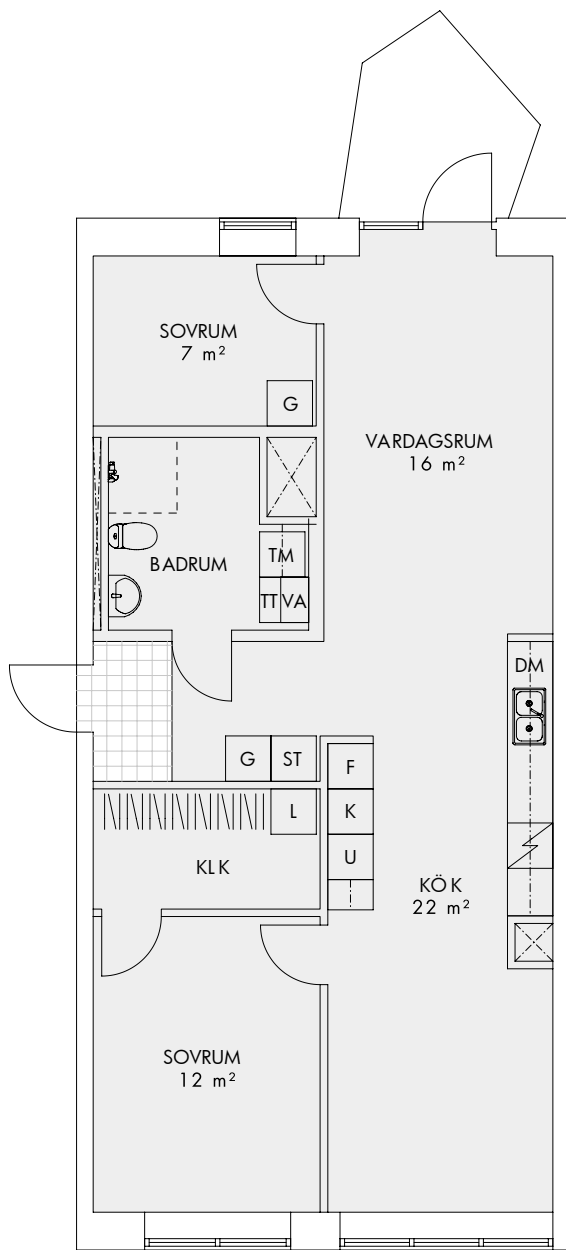 SOVRUM
7 m²
G
VARDAGSRUM
16 m²
BADRUM
TM
TT VA
DM
G ST
F
L
K
U
KLK
KÖK
22 m²
SOVRUM
12 m²